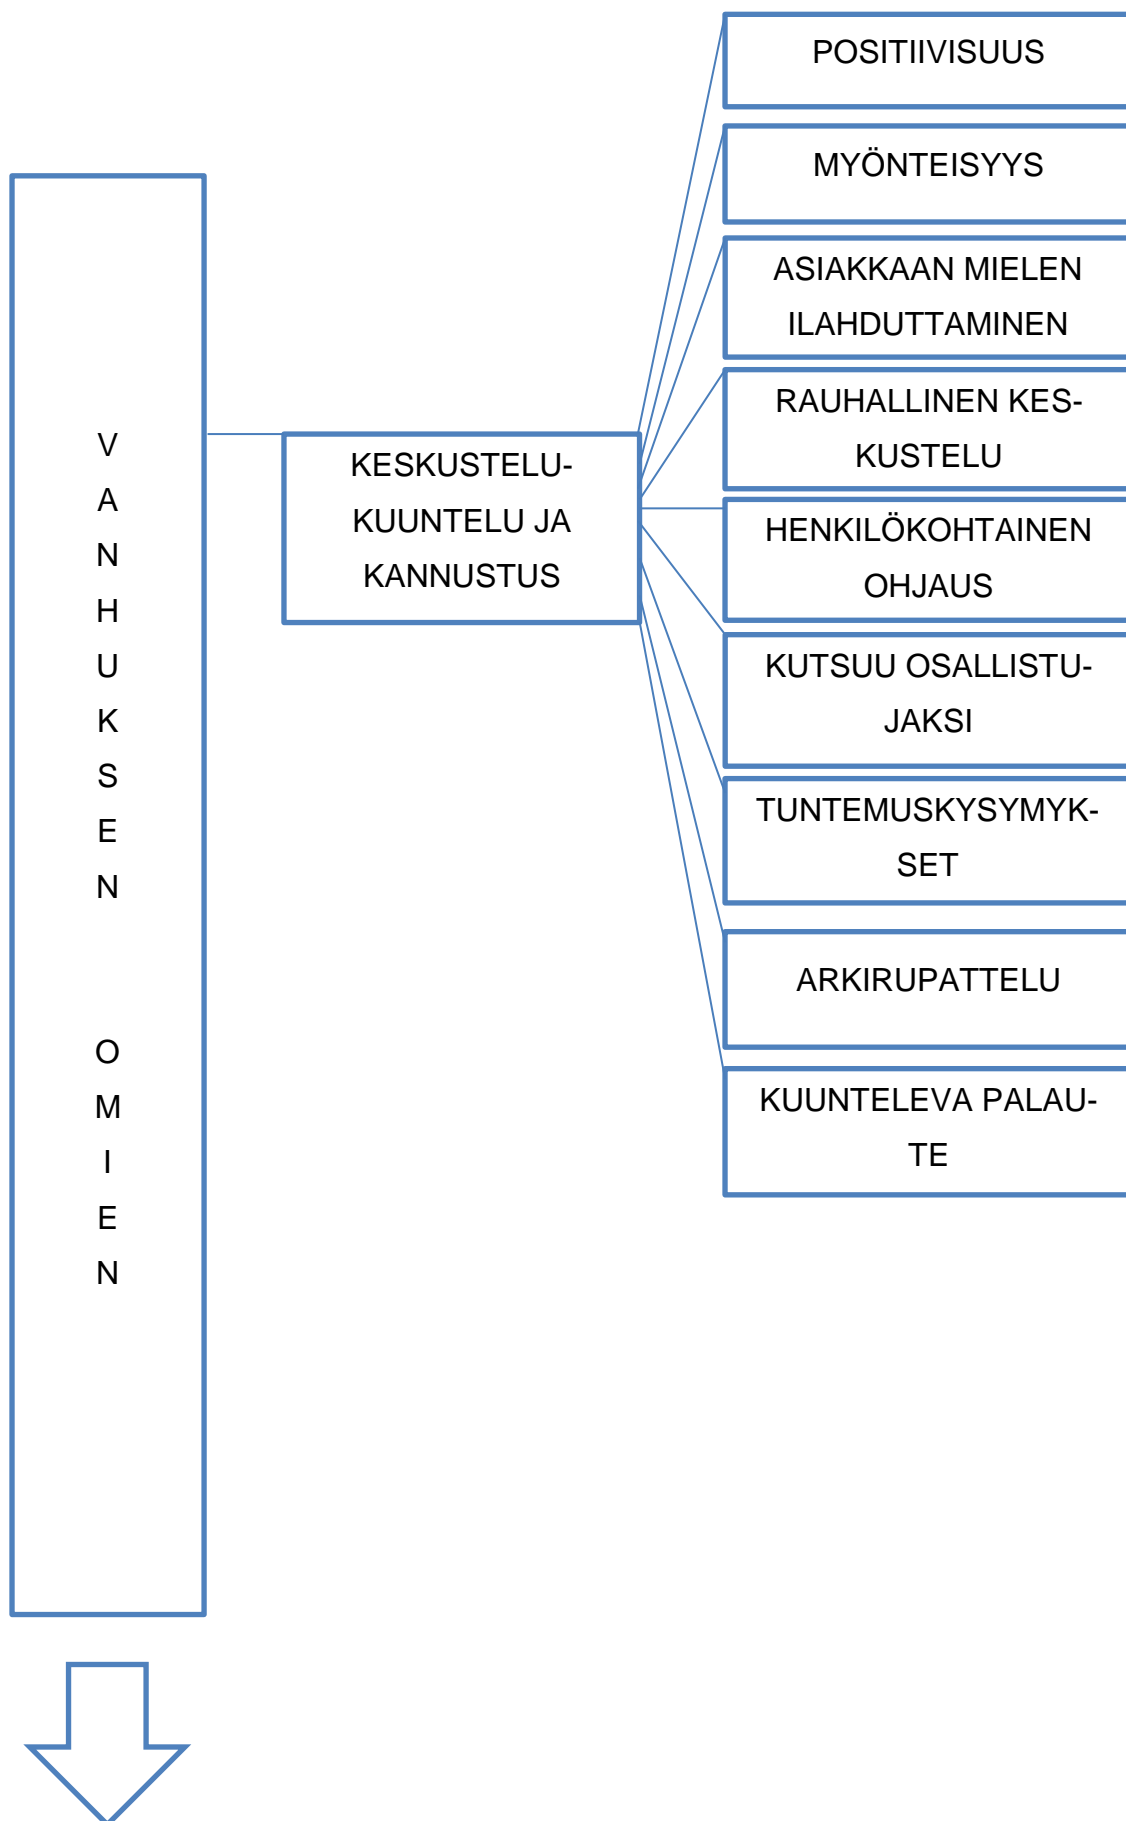 V
A
N
H
U
K
S
E
N
O
M
I
E
N
KESKUSTELU-
KUUNTELU JA
KANNUSTUS
POSITIIVISUUS
MYÖNTEISYYS
ASIAKKAAN MIELEN
ILAHDUTTAMINEN
RAUHALLINEN KES-
KUSTELU
HENKILÖKOHTAINEN
OHJAUS
KUTSUU OSALLISTU-
JAKSI
TUNTEMUSKYSYMYK-
SET
ARKIRUPATTELU
KUUNTELEVA PALAU-
TE